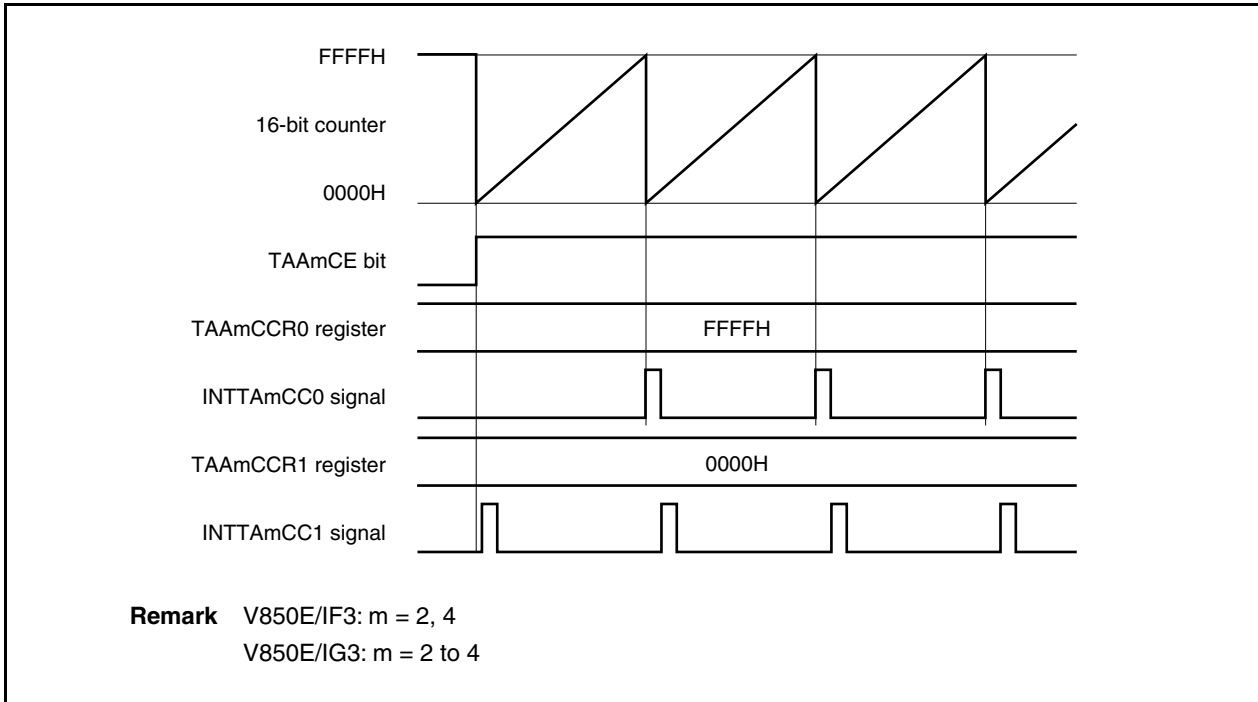 FFFFH
16-bit counter
0000H
TAAmCE bit
TAAmCCR0 register
FFFFH
INTTAmCC0 signal
TAAmCCR1 register
0000H
INTTAmCC1 signal
Remark V850E/IF3: m = 2, 4
V850E/IG3: m = 2 to 4